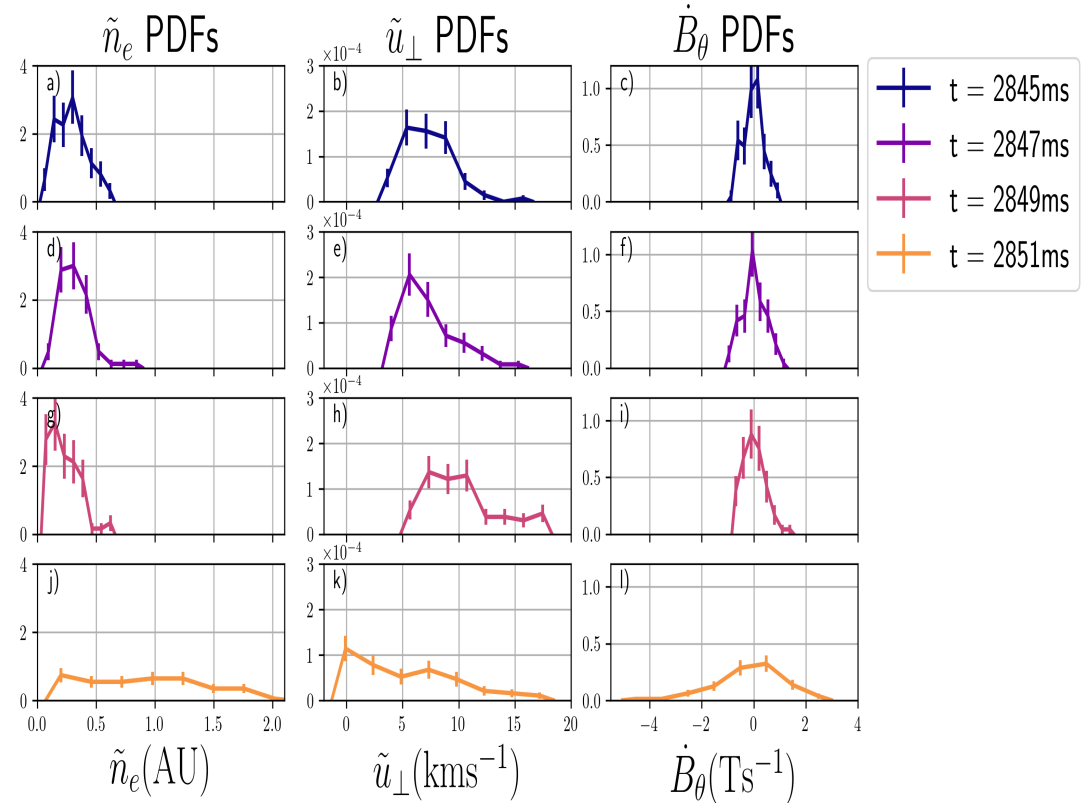 ñₑ PDFs
ũ⊥ PDFs
Ḃ_θ PDFs
×10⁻⁴
4
2
0
a)
3
2
1
0
b)
1.0
0.5
0.0
c)
t = 2845ms
t = 2847ms
t = 2849ms
t = 2851ms
×10⁻⁴
4
2
0
d)
3
2
1
0
e)
1.0
0.5
0.0
f)
×10⁻⁴
4
2
0
g)
3
2
1
0
h)
1.0
0.5
0.0
i)
×10⁻⁴
4
2
0
j)
3
2
1
0
k)
1.0
0.5
0.0
l)
0.0 0.5 1.0 1.5 2.0
0 5 10 15 20
−4 −2 0 2 4
ñₑ(AU)
ũ⊥(kms⁻¹)
Ḃ_θ(Ts⁻¹)